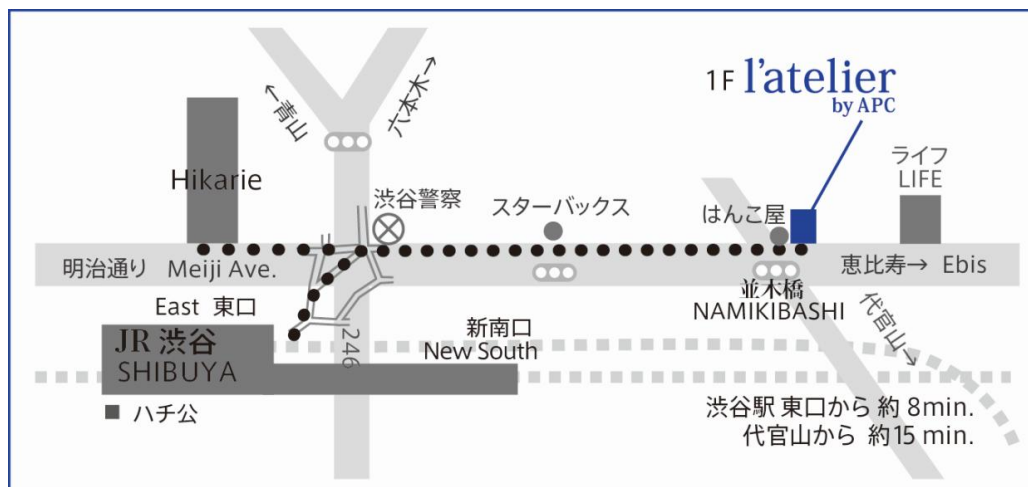 1F l'atelier
by APC
←青山
六本木→
ライフ
LIFE
Hikarie
渋谷警察
スターバックス
はんこ屋
明治通り Meiji Ave.
恵比寿→ Ebis
East 東口
並木橋
NAMIKIBASHI
代官山→
JR 渋谷
SHIBUYA
246
新南口
New South
ハチ公
渋谷駅 東口から 約 8min.
代官山から 約15 min.